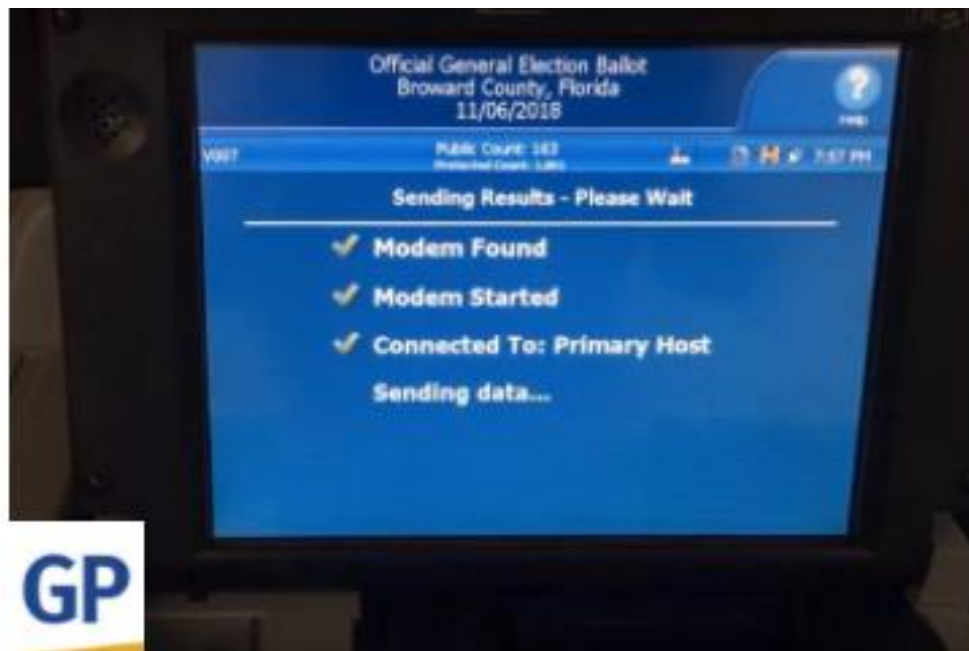 Official General Election Ballot
Broward County, Florida
11/06/2018
Help
Public Count: 163
7:57 PM
Sending Results - Please Wait
Modem Found
Modem Started
Connected To: Primary Host
Sending data...
GP